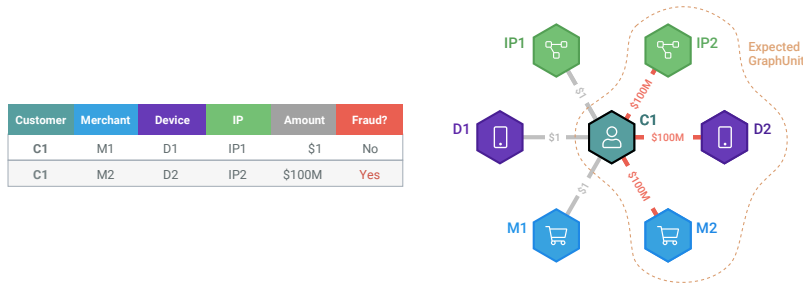 Customer Merchant Device IP Amount Fraud?
C1 M1 D1 IP1 $1 No
C1 M2 D2 IP2 $100M Yes
IP1
IP2
Expected
GraphUnit
$1
$100M
D1
$1
C1
$100M
D2
$1
$100M
M1
M2